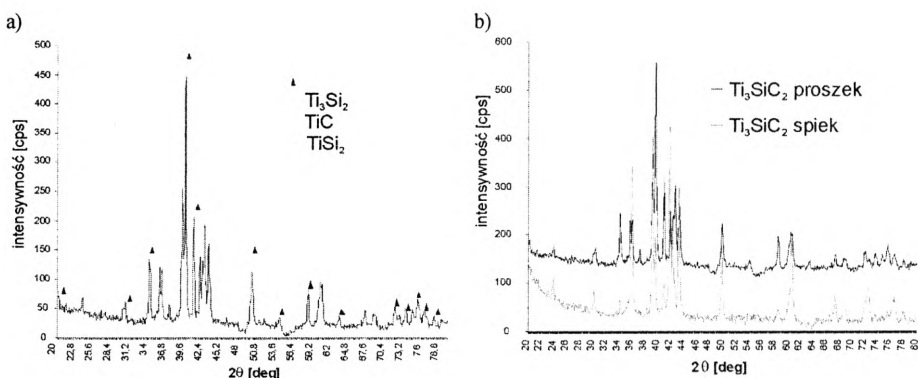 a)
500
450
400
350
300
250
200
150
100
50
0
intensywność [cps]
Ti₃Si₂
TiC
TiSi₂
20 22,8 25,6 28,4 31,2 34 36,8 39,6 42,4 45,2 48 50,8 53,6 56,4 59,2 62 64,8 67,6 70,4 73,2 76 78,8
2θ [deg]
b)
600
500
400
300
200
100
0
intensywność [cps]
Ti₃SiC₂ proszek
Ti₃SiC₂ spiek
20 22 24 26 28 30 32 34 36 38 40 42 44 46 48 50 52 54 56 58 60 62 64 66 68 70 72 74 76 78 80
2θ [deg]